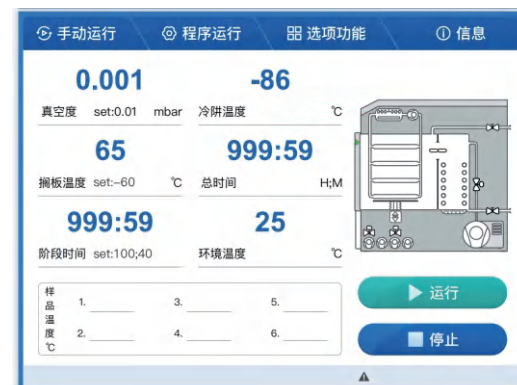 手动运行 程序运行 选项功能 信息
0.001 -86
真空度 set:0.01 mbar 冷阱温度 ℃
65 999:59
搁板温度 set:–60 ℃ 总时间 H;M
999:59 25
阶段时间 set:100;40 环境温度 ℃
样品温度℃
1. 3. 5.
2. 4. 6.
运行
停止